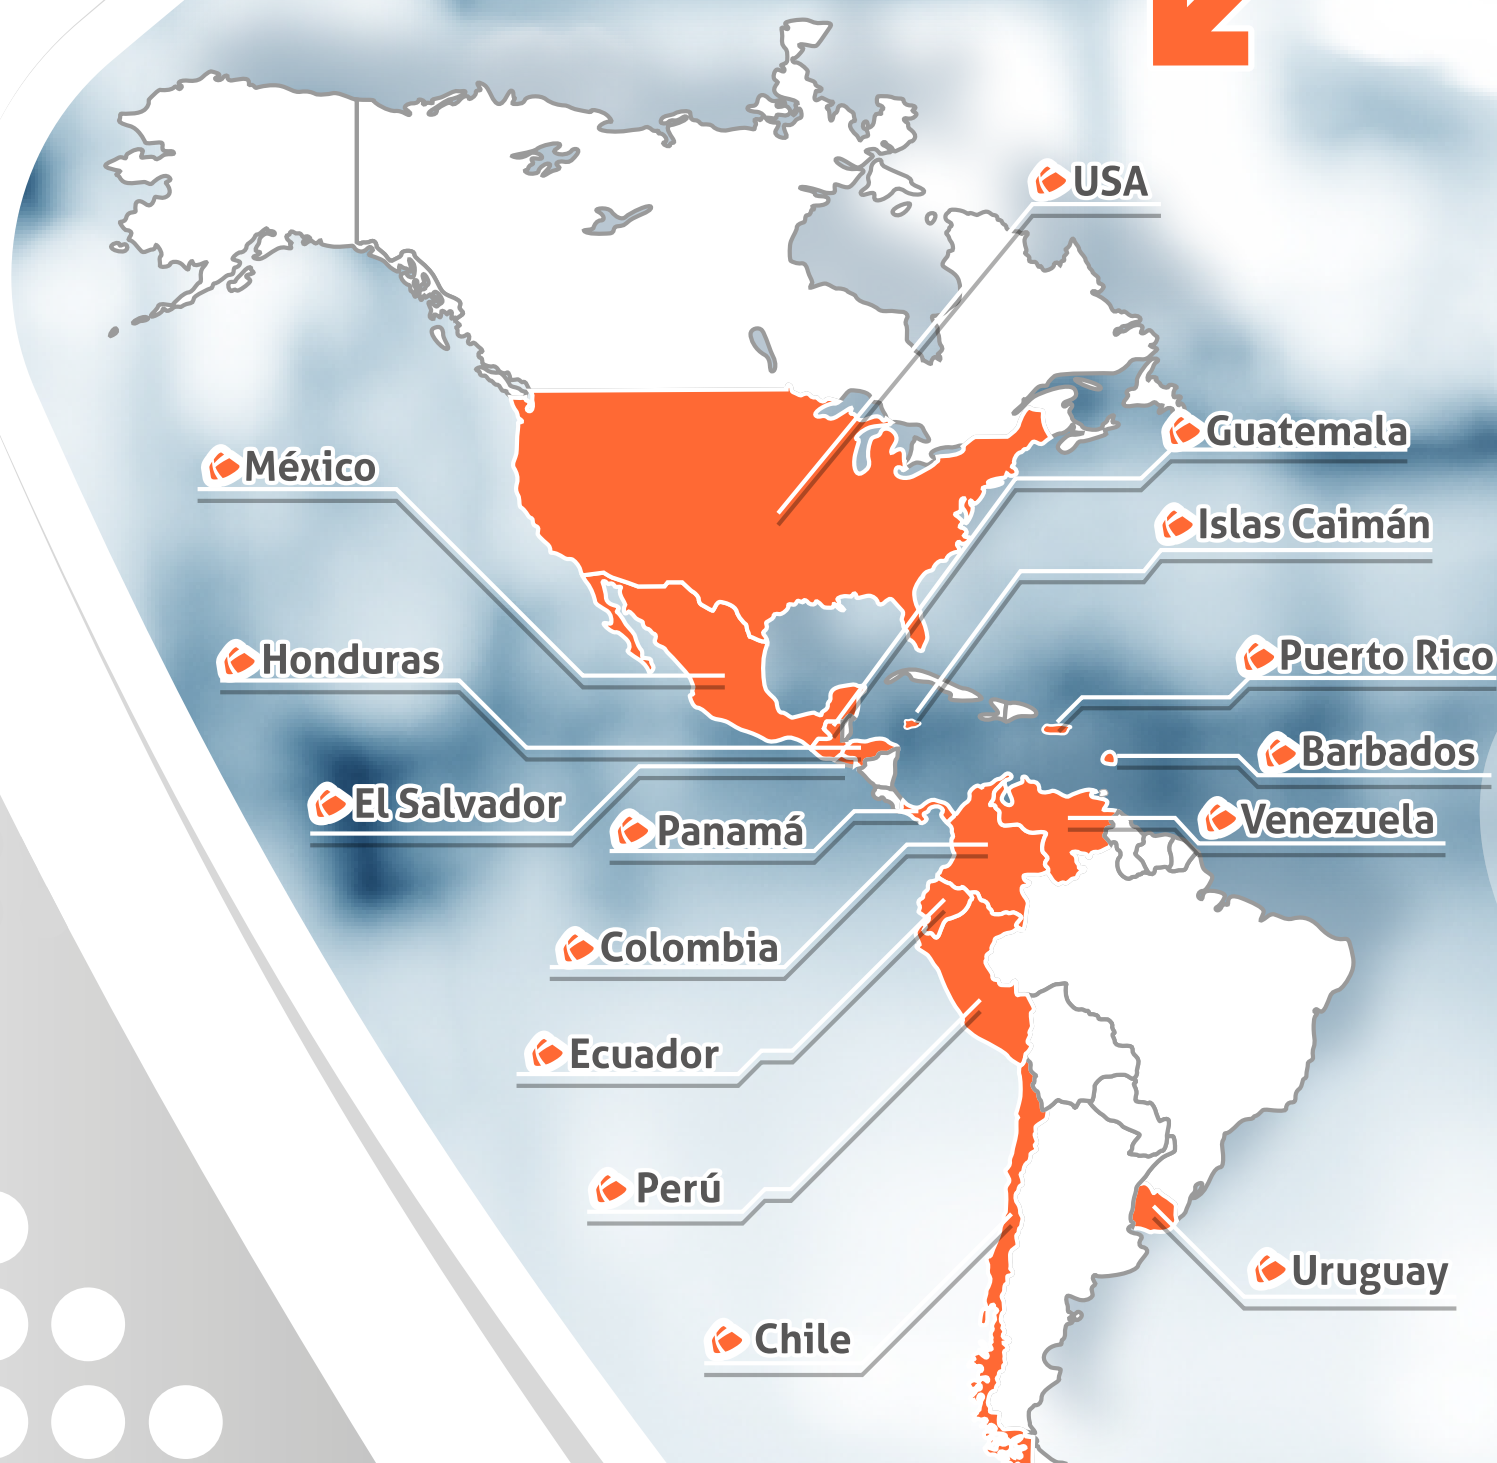 USA
Guatemala
México
Islas Caimán
Honduras
Puerto Rico
Barbados
El Salvador
Venezuela
Panamá
Colombia
Ecuador
Perú
Uruguay
Chile